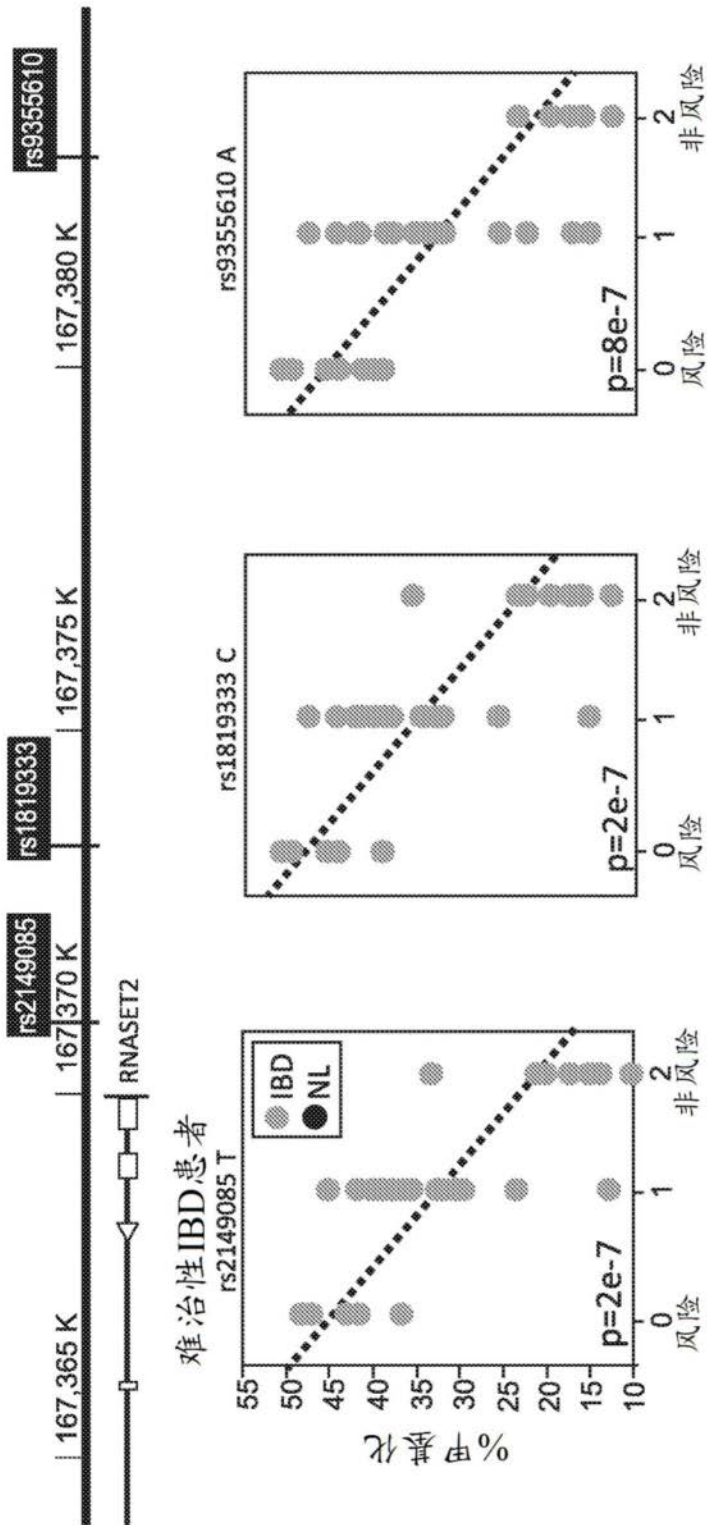 rs2149085
rs1819333
rs9355610
167,365 K
167,370 K
167,375 K
167,380 K
RNASET2
难治性IBD患者
rs2149085 T
%甲基化
55
50
45
40
35
30
25
20
15
10
IBD
NL
p=2e-7
0
1
2
风险
非风险
rs1819333 C
p=2e-7
0
1
2
风险
非风险
rs9355610 A
p=8e-7
0
1
2
风险
非风险